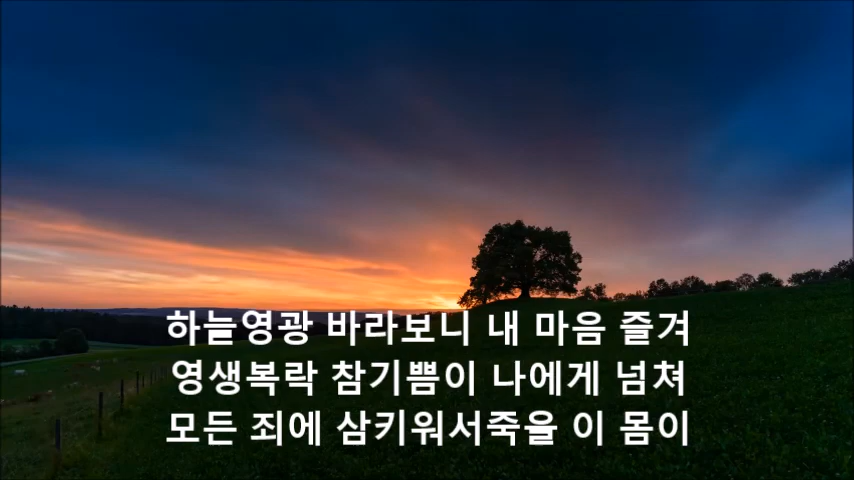 하늘영광 바라보니 내 마음 즐겨
영생복락 참기쁨이 나에게 넘쳐
모든 죄에 삼키워서죽을 이 몸이